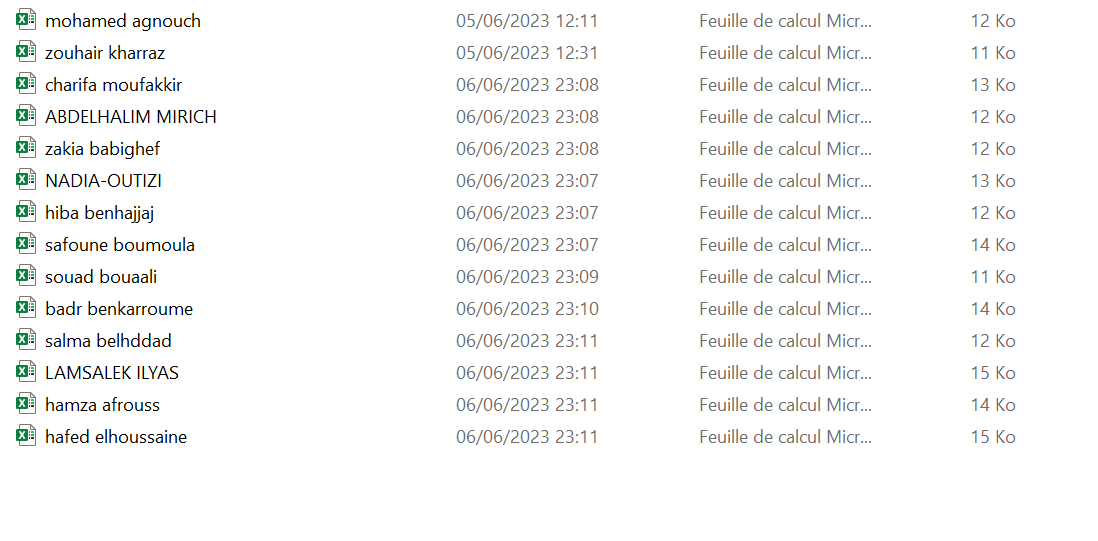 mohamed agnouch 05/06/2023 12:11 Feuille de calcul Micr... 12 Ko
zouhair kharraz 05/06/2023 12:31 Feuille de calcul Micr... 11 Ko
charifa moufakkir 06/06/2023 23:08 Feuille de calcul Micr... 13 Ko
ABDELHALIM MIRICH 06/06/2023 23:08 Feuille de calcul Micr... 12 Ko
zakia babighef 06/06/2023 23:08 Feuille de calcul Micr... 12 Ko
NADIA-OUTIZI 06/06/2023 23:07 Feuille de calcul Micr... 13 Ko
hiba benhajjaj 06/06/2023 23:07 Feuille de calcul Micr... 12 Ko
safoune boumoula 06/06/2023 23:07 Feuille de calcul Micr... 14 Ko
souad bouaali 06/06/2023 23:09 Feuille de calcul Micr... 11 Ko
badr benkarroume 06/06/2023 23:10 Feuille de calcul Micr... 14 Ko
salma belhddad 06/06/2023 23:11 Feuille de calcul Micr... 12 Ko
LAMSALEK ILYAS 06/06/2023 23:11 Feuille de calcul Micr... 15 Ko
hamza afrouss 06/06/2023 23:11 Feuille de calcul Micr... 14 Ko
hafed elhoussaine 06/06/2023 23:11 Feuille de calcul Micr... 15 Ko